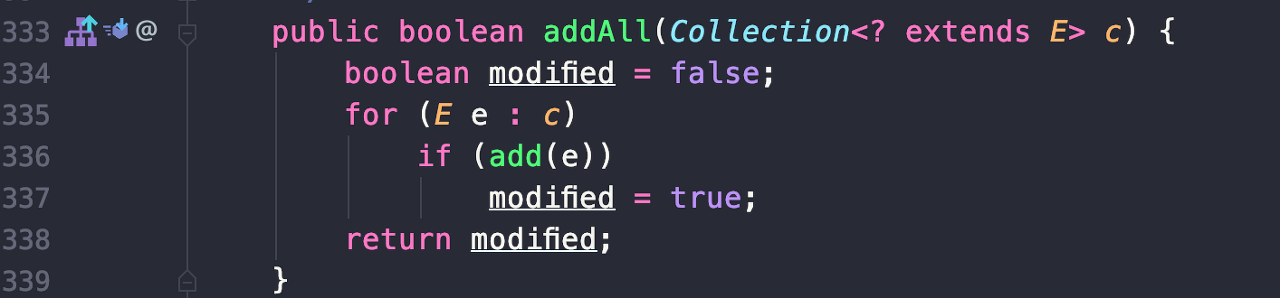 333 @ public boolean addAll(Collection<? extends E> c) {
334 boolean modified = false;
335 for (E e : c)
336 if (add(e))
337 modified = true;
338 return modified;
339 }